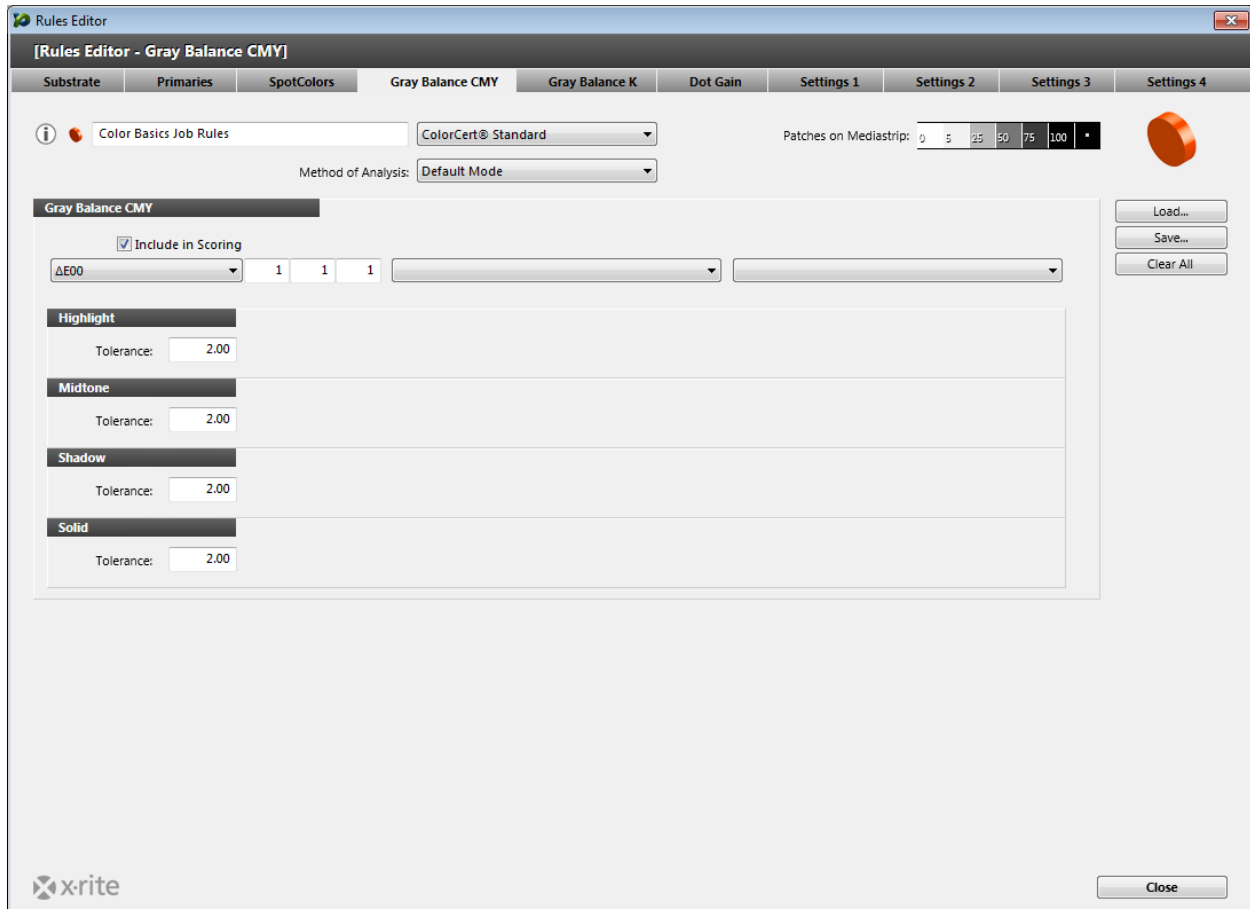 Rules Editor
[Rules Editor - Gray Balance CMY]
Substrate Primaries SpotColors Gray Balance CMY Gray Balance K Dot Gain Settings 1 Settings 2 Settings 3 Settings 4
Color Basics Job Rules ColorCert® Standard Patches on Mediastrip: 0 5 25 50 75 100 *
Method of Analysis: Default Mode
Gray Balance CMY
Load...
Include in Scoring
Save...
ΔE00 1 1 1
Clear All
Highlight
Tolerance: 2.00
Midtone
Tolerance: 2.00
Shadow
Tolerance: 2.00
Solid
Tolerance: 2.00
x·rite
Close